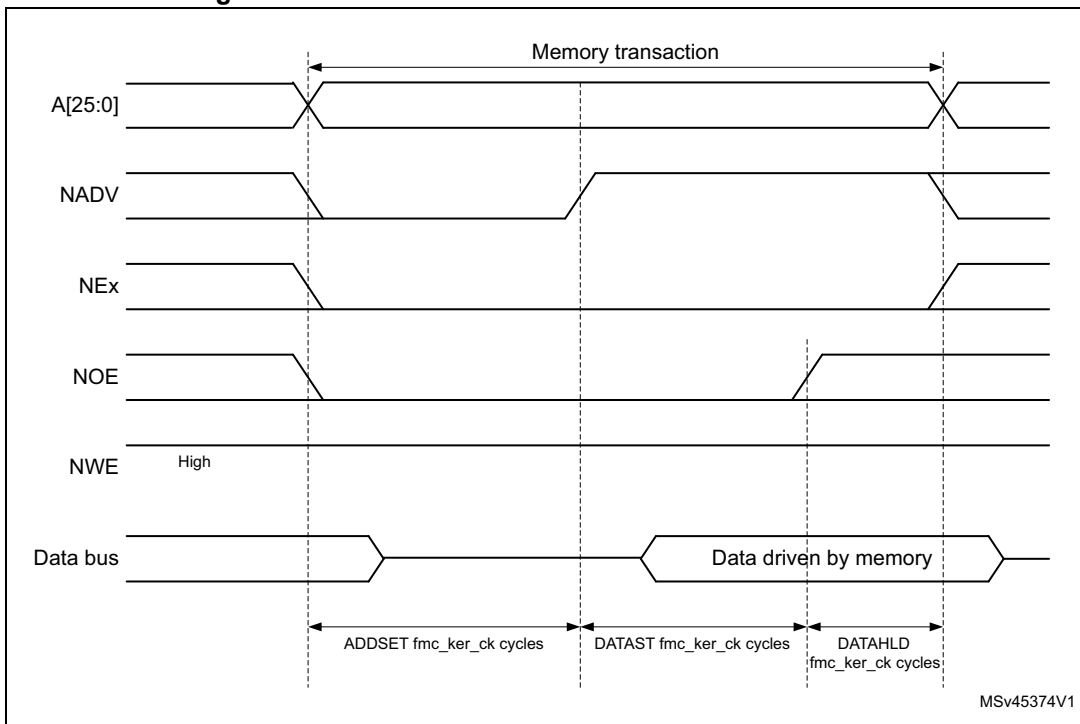 Memory transaction
A[25:0]
NADV
NEx
NOE
NWE
High
Data bus
Data driven by memory
ADDSET fmc_ker_ck cycles
DATAST fmc_ker_ck cycles
DATAHLD
fmc_ker_ck cycles
MSv45374V1